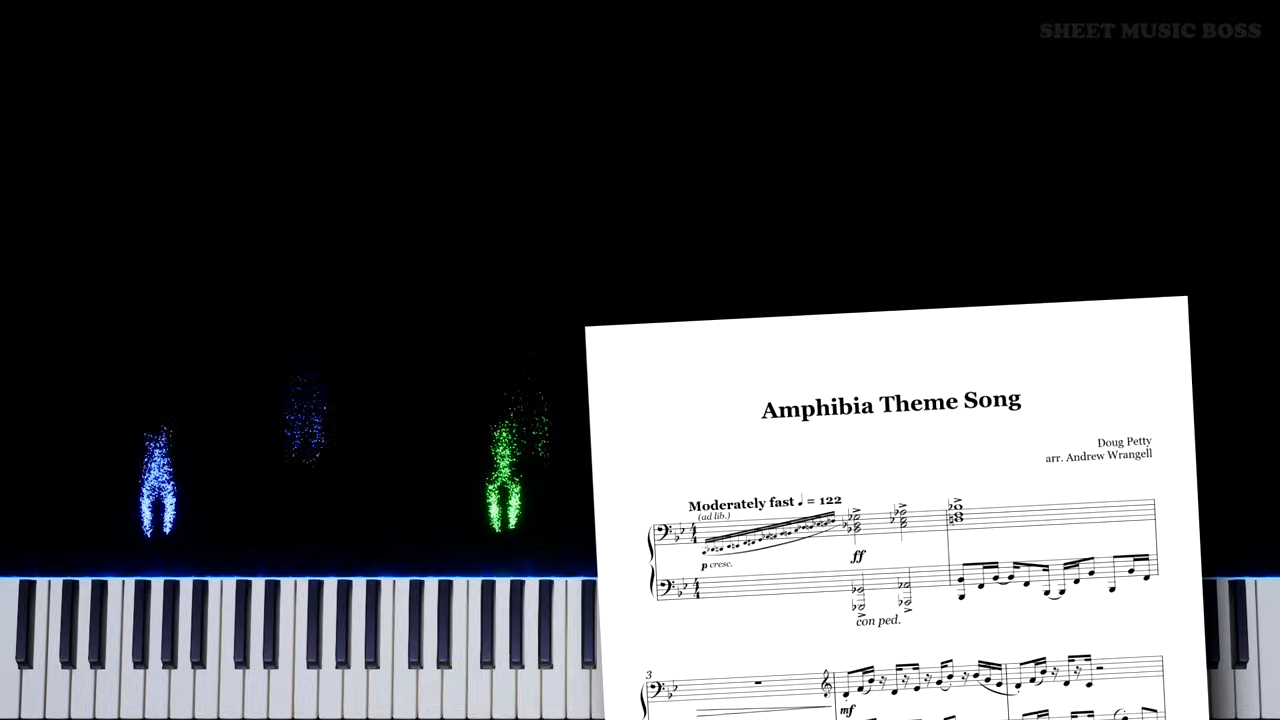 SHEET MUSIC BOSS
Amphibia Theme Song
Doug Petty
arr. Andrew Wrangell
Moderately fast ♩ = 122
(ad lib.)
p cresc.
ff
con ped.
3
mf